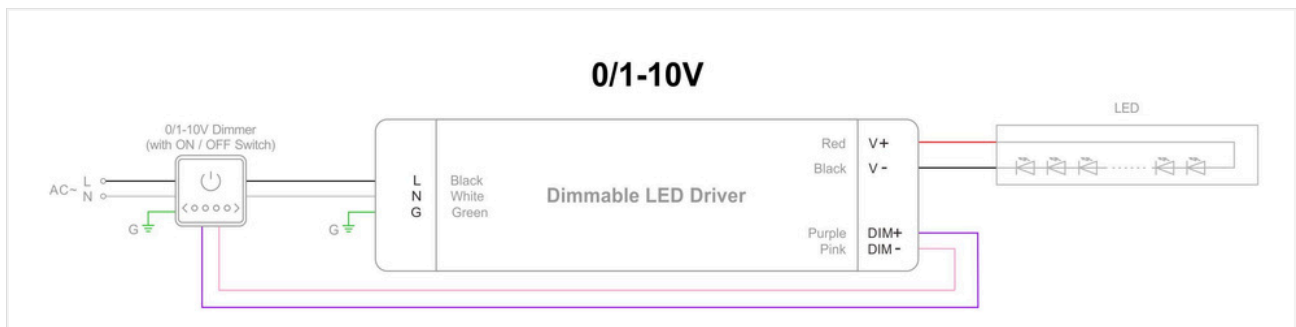 0/1-10V
LED
0/1-10V Dimmer
(with ON / OFF Switch)
AC~ L
N
G
L Black
N White
G Green
G
Dimmable LED Driver
Red V+
Black V-
Purple DIM+
Pink DIM-